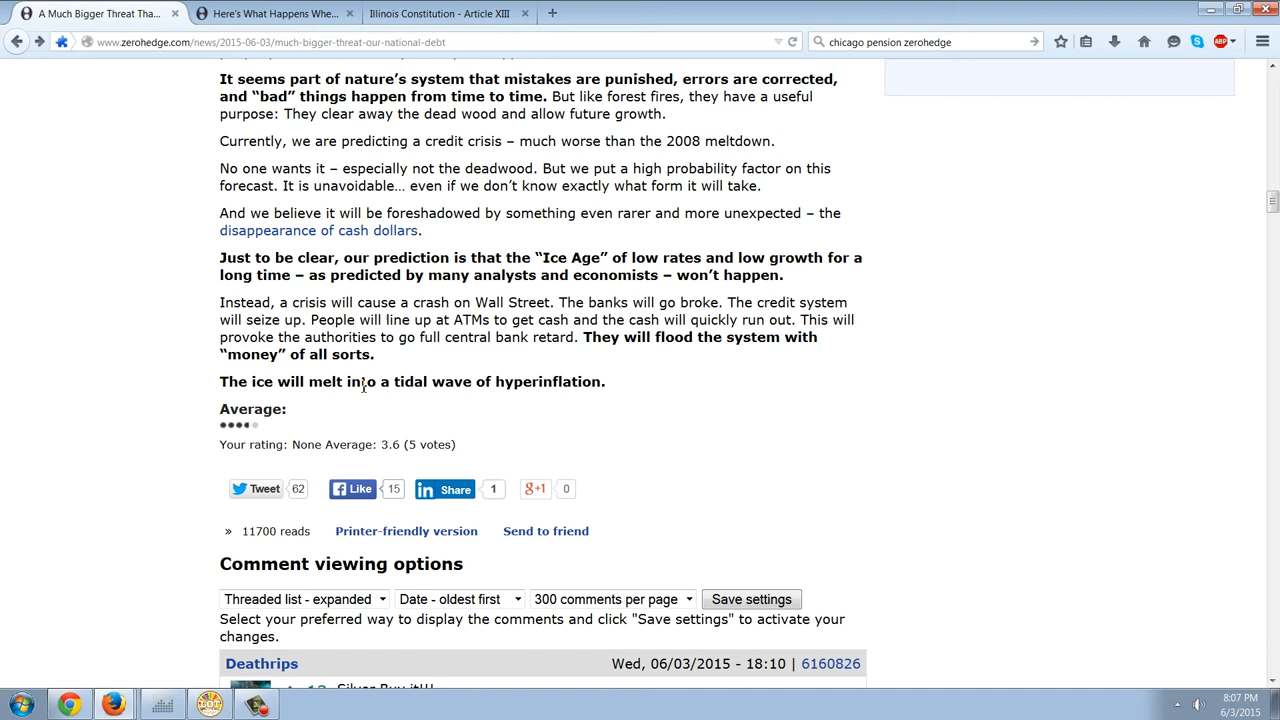 A Much Bigger Threat Tha...
Here's What Happens Whe...
Illinois Constitution - Article XIII
www.zerohedge.com/news/2015-06-03/much-bigger-threat-our-national-debt
chicago pension zerohedge
ABP
It seems part of nature’s system that mistakes are punished, errors are corrected,
and “bad” things happen from time to time. But like forest fires, they have a useful
purpose: They clear away the dead wood and allow future growth.
Currently, we are predicting a credit crisis – much worse than the 2008 meltdown.
No one wants it – especially not the deadwood. But we put a high probability factor on this
forecast. It is unavoidable… even if we don’t know exactly what form it will take.
And we believe it will be foreshadowed by something even rarer and more unexpected – the
disappearance of cash dollars.
Just to be clear, our prediction is that the “Ice Age” of low rates and low growth for a
long time – as predicted by many analysts and economists – won’t happen.
Instead, a crisis will cause a crash on Wall Street. The banks will go broke. The credit system
will seize up. People will line up at ATMs to get cash and the cash will quickly run out. This will
provoke the authorities to go full central bank retard. They will flood the system with
“money” of all sorts.
The ice will melt into a tidal wave of hyperinflation.
Average:
Your rating: None Average: 3.6 (5 votes)
Tweet 62 Like 15 in Share 1 g+1 0
» 11700 reads Printer-friendly version Send to friend
Comment viewing options
Threaded list - expanded Date - oldest first 300 comments per page Save settings
Select your preferred way to display the comments and click "Save settings" to activate your
changes.
Deathrips Wed, 06/03/2015 - 18:10 | 6160826
Silver Buy it!!!
8:07 PM
6/3/2015